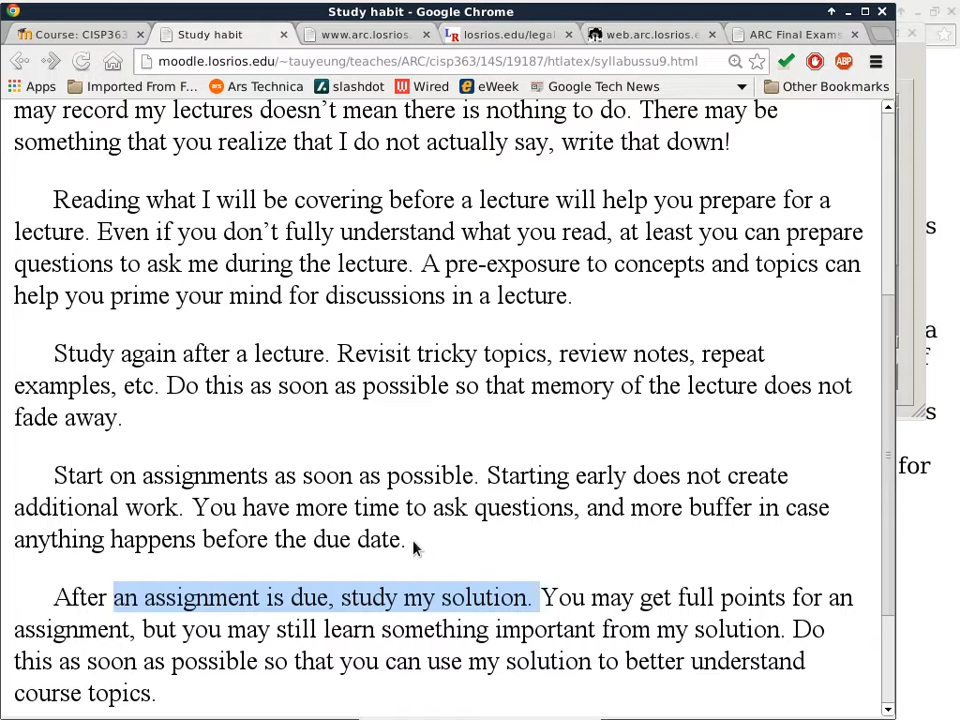 Study habit - Google Chrome
Course: CISP363
Study habit
www.arc.losrios.
losrios.edu/legal
web.arc.losrios.e
ARC Final Exams
moodle.losrios.edu/~tauyeung/teaches/ARC/cisp363/14S/19187/htlatex/syllabussu9.html
Apps
Imported From F...
Ars Technica
slashdot
Wired
eWeek
Google Tech News
Other Bookmarks
may record my lectures doesn’t mean there is nothing to do. There may be
something that you realize that I do not actually say, write that down!
Reading what I will be covering before a lecture will help you prepare for a
lecture. Even if you don’t fully understand what you read, at least you can prepare
questions to ask me during the lecture. A pre-exposure to concepts and topics can
help you prime your mind for discussions in a lecture.
Study again after a lecture. Revisit tricky topics, review notes, repeat
examples, etc. Do this as soon as possible so that memory of the lecture does not
fade away.
Start on assignments as soon as possible. Starting early does not create
additional work. You have more time to ask questions, and more buffer in case
anything happens before the due date.
After an assignment is due, study my solution. You may get full points for an
assignment, but you may still learn something important from my solution. Do
this as soon as possible so that you can use my solution to better understand
course topics.
s
a
f
s
for